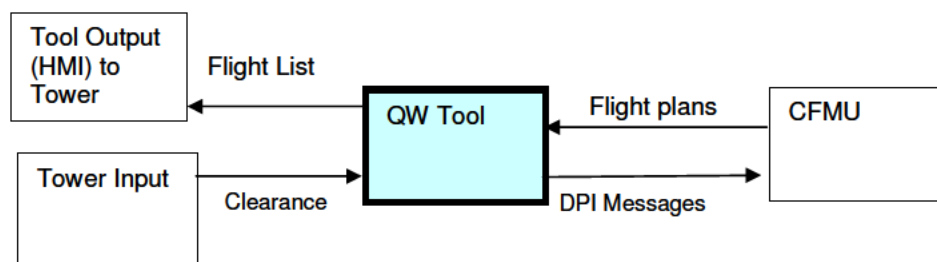 Tool Output
(HMI) to
Tower
Flight List
QW Tool
Flight plans
CFMU
Tower Input
Clearance
DPI Messages